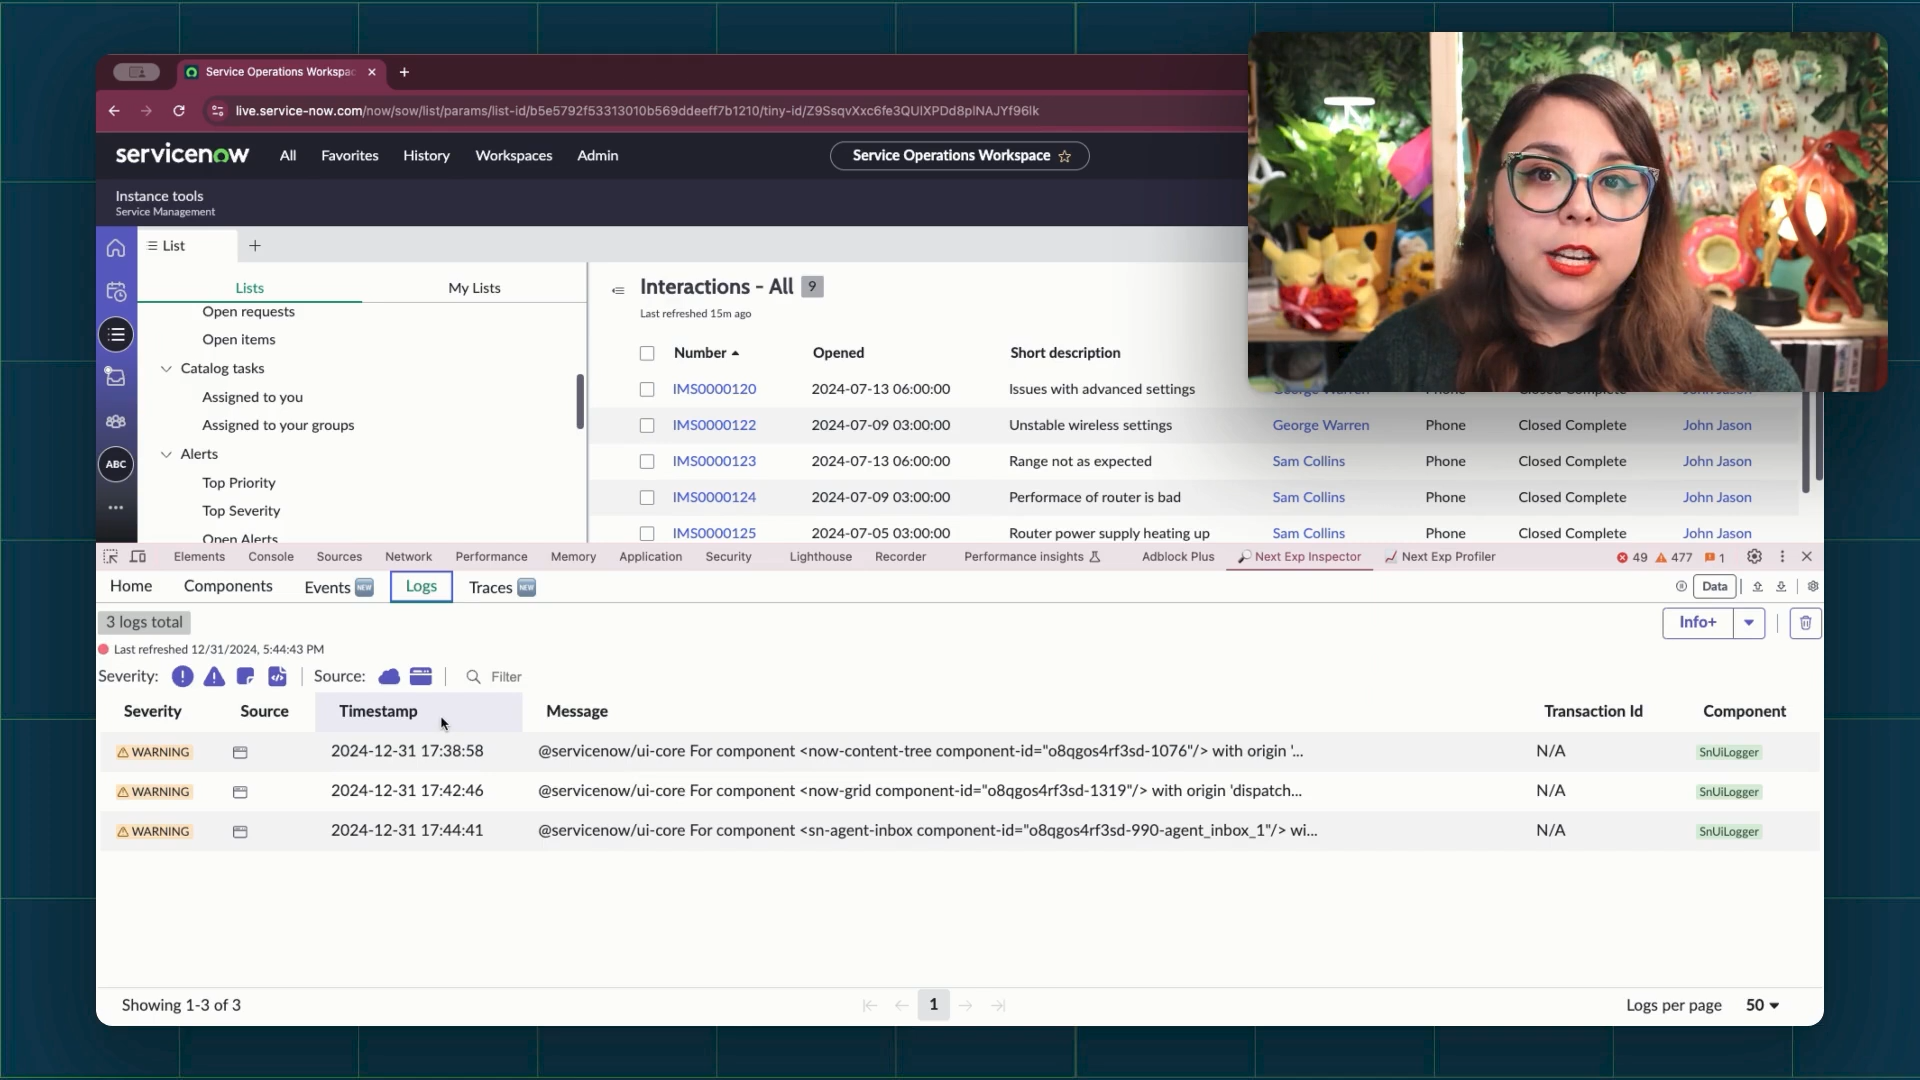 Service Operations Workspac
live.service-now.com/now/sow/list/params/list-id/b5e5792f53313010b569ddeeff7b1210/tiny-id/Z9SsqvXxc6fe3QUIXPDd8plNAJYf96lk
servicenow All Favorites History Workspaces Admin Service Operations Workspace
Instance tools
Service Management
List
Lists My Lists
Open requests
Open items
Catalog tasks
Assigned to you
Assigned to your groups
Alerts
Top Priority
Top Severity
Open Alerts
ABC
Interactions - All 9
Last refreshed 15m ago
Number Opened Short description
IMS0000120 2024-07-13 06:00:00 Issues with advanced settings George Warren Phone Closed Complete John Jason
IMS0000122 2024-07-09 03:00:00 Unstable wireless settings George Warren Phone Closed Complete John Jason
IMS0000123 2024-07-13 06:00:00 Range not as expected Sam Collins Phone Closed Complete John Jason
IMS0000124 2024-07-09 03:00:00 Performace of router is bad Sam Collins Phone Closed Complete John Jason
IMS0000125 2024-07-05 03:00:00 Router power supply heating up Sam Collins Phone Closed Complete John Jason
Elements Console Sources Network Performance Memory Application Security Lighthouse Recorder Performance insights Adblock Plus Next Exp Inspector Next Exp Profiler 49 477 1
Home Components Events NEW Logs Traces NEW Data
3 logs total Info+
Last refreshed 12/31/2024, 5:44:43 PM
Severity: Source: Filter
Severity Source Timestamp Message Transaction Id Component
WARNING 2024-12-31 17:38:58 @servicenow/ui-core For component <now-content-tree component-id="o8qgos4rf3sd-1076"/> with origin '... N/A SnUiLogger
WARNING 2024-12-31 17:42:46 @servicenow/ui-core For component <now-grid component-id="o8qgos4rf3sd-1319"/> with origin 'dispatch... N/A SnUiLogger
WARNING 2024-12-31 17:44:41 @servicenow/ui-core For component <sn-agent-inbox component-id="o8qgos4rf3sd-990-agent_inbox_1"/> wi... N/A SnUiLogger
Showing 1-3 of 3 1 Logs per page 50